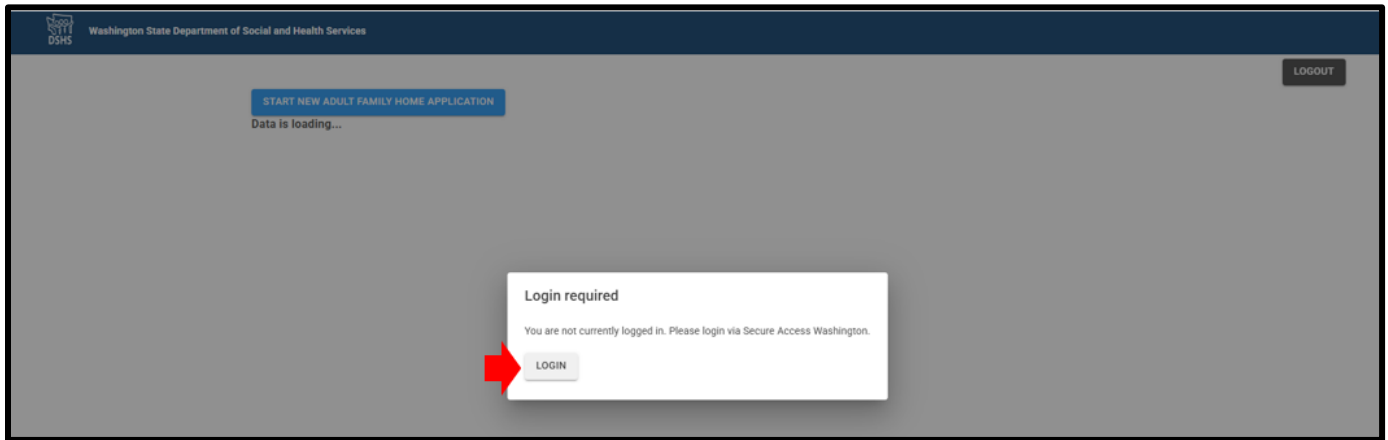 DSHS
Washington State Department of Social and Health Services
LOGOUT
START NEW ADULT FAMILY HOME APPLICATION
Data is loading...
Login required
You are not currently logged in. Please login via Secure Access Washington.
LOGIN